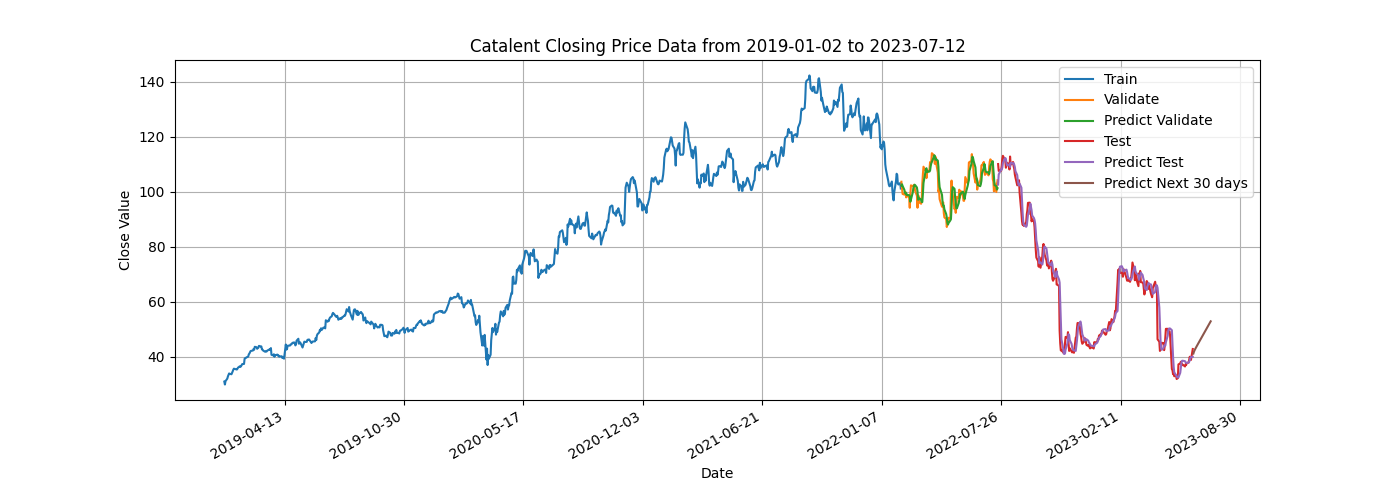 Catalent Closing Price Data from 2019-01-02 to 2023-07-12
Train
Validate
Predict Validate
Test
Predict Test
Predict Next 30 days
Close Value
140
120
100
80
60
40
2019-04-13
2019-10-30
2020-05-17
2020-12-03
2021-06-21
2022-01-07
2022-07-26
2023-02-11
2023-08-30
Date